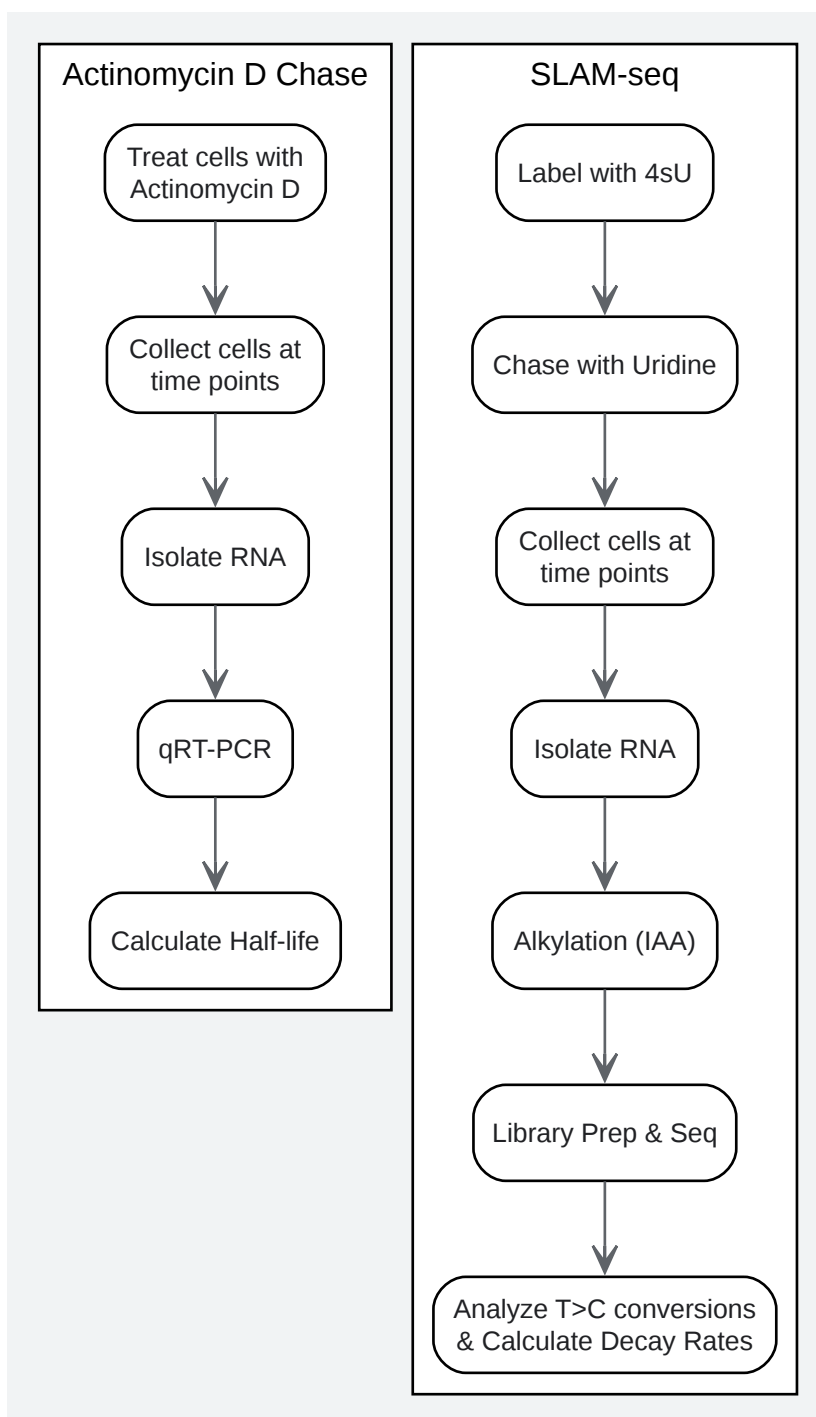 Actinomycin D Chase
Treat cells with
Actinomycin D
Collect cells at
time points
Isolate RNA
qRT-PCR
Calculate Half-life
SLAM-seq
Label with 4sU
Chase with Uridine
Collect cells at
time points
Isolate RNA
Alkylation (IAA)
Library Prep & Seq
Analyze T>C conversions
& Calculate Decay Rates